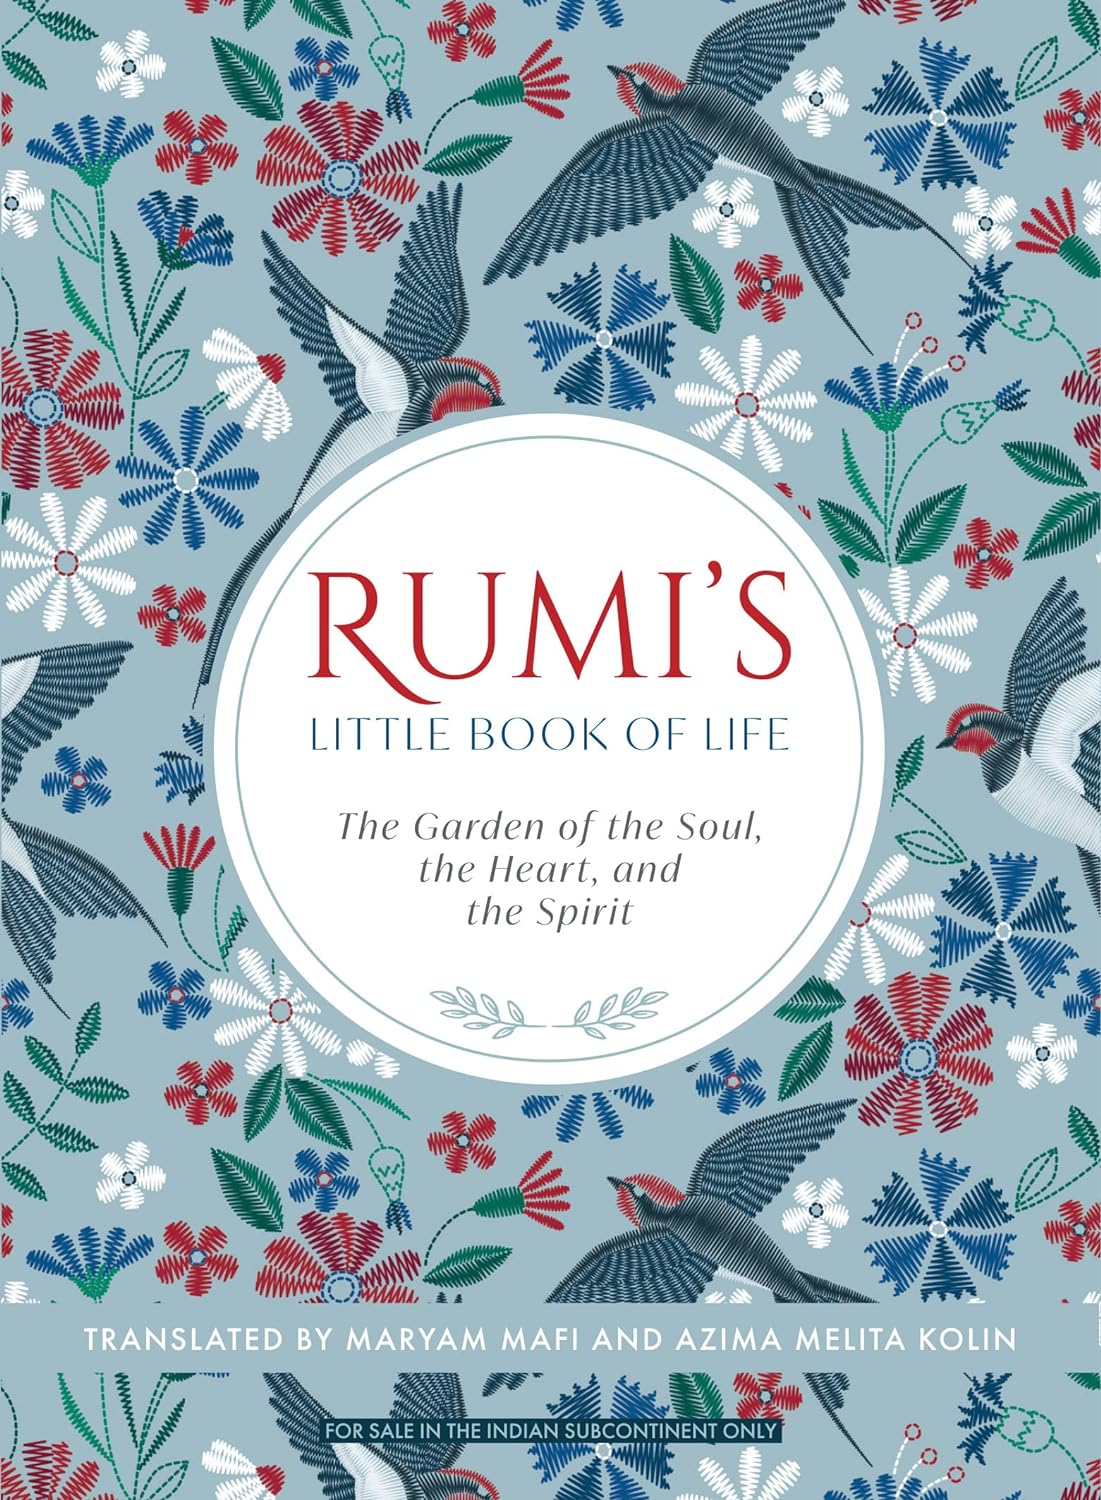 RUMI'S
LITTLE BOOK OF LIFE
The Garden of the Soul,
the Heart, and
the Spirit
TRANSLATED BY MARYAM MAFI AND AZIMA MELITA KOLIN
FOR SALE IN THE INDIAN SUBCONTINENT ONLY